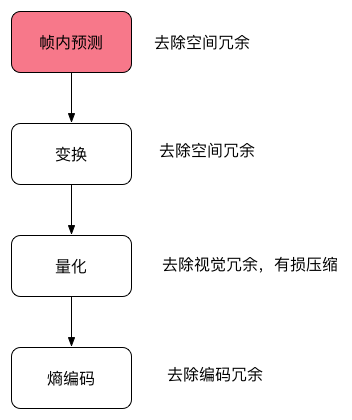 帧内预测 去除空间冗余
变换 去除空间冗余
量化 去除视觉冗余，有损压缩
熵编码 去除编码冗余